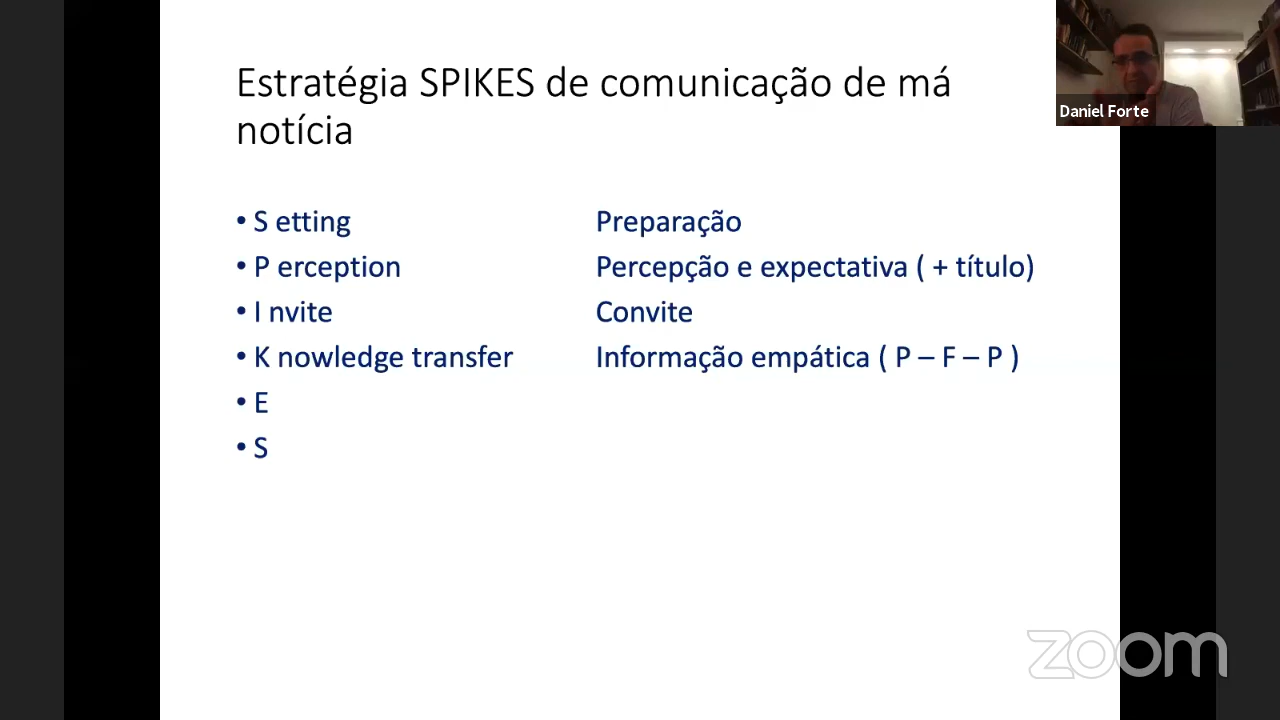 Estratégia SPIKES de comunicação de má
notícia
• S etting Preparação
• P erception Percepção e expectativa ( + título)
• I nvite Convite
• K nowledge transfer Informação empática ( P – F – P )
• E
• S
Daniel Forte
zoom